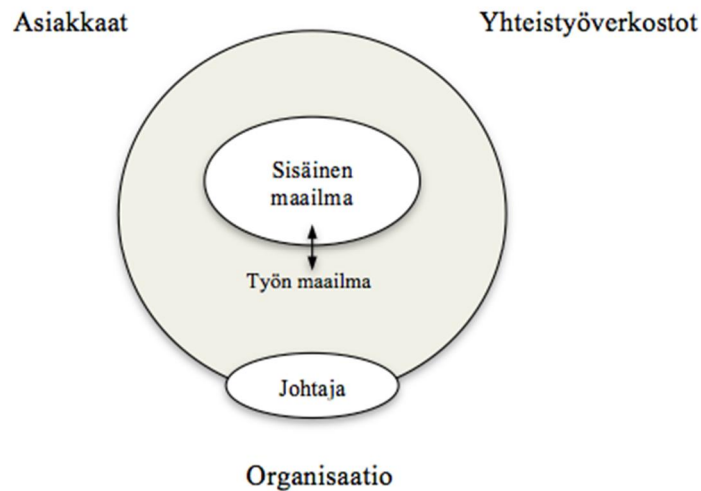 Asiakkaat
Yhteistyöverkostot
Sisäinen
maailma
Työn maailma
Johtaja
Organisaatio